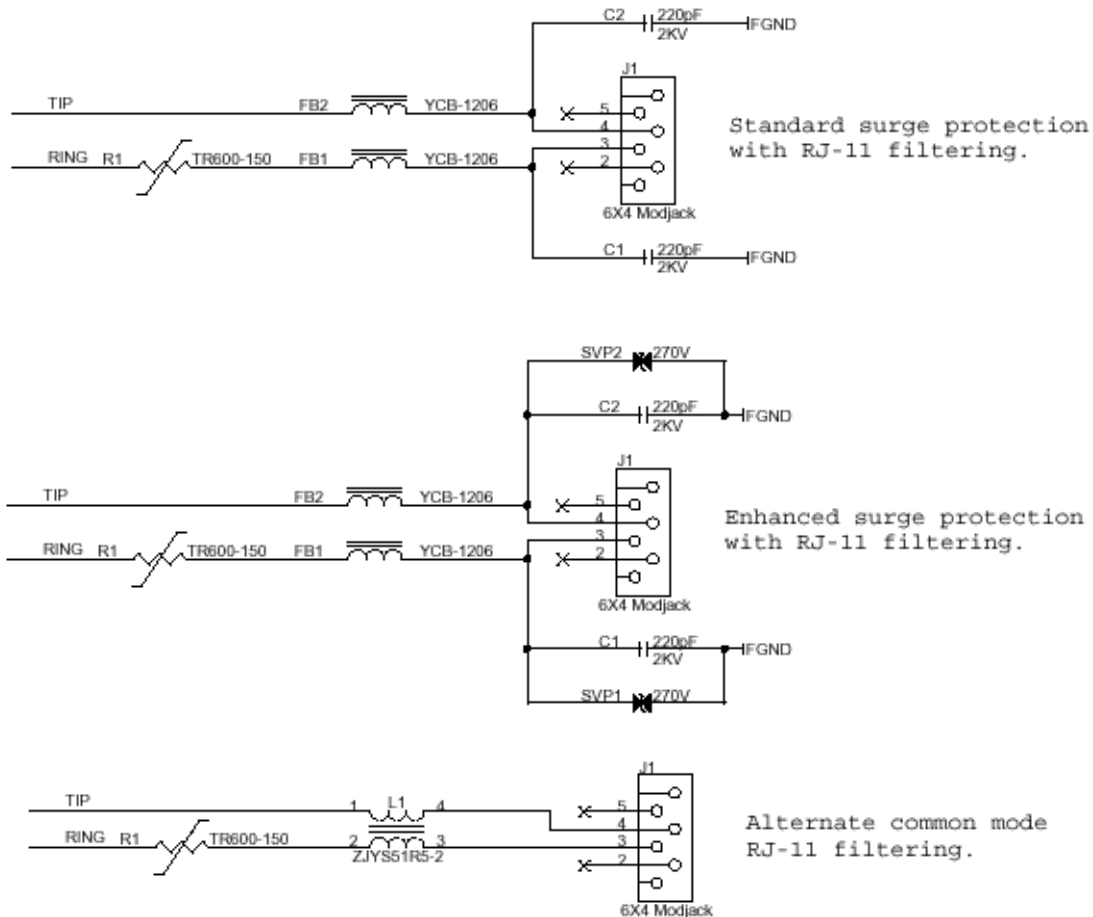 C2 220pF
2KV
FGND
J1
TIP FB2 YCB-1206
5
4
Standard surge protection
with RJ-11 filtering.
RING R1 TR600-150 FB1 YCB-1206
3
2
6X4 Modjack
C1 220pF
2KV
FGND
SVP2 270V
C2 220pF
2KV
FGND
J1
TIP FB2 YCB-1206
5
4
Enhanced surge protection
with RJ-11 filtering.
RING R1 TR600-150 FB1 YCB-1206
3
2
6X4 Modjack
C1 220pF
2KV
FGND
SVP1 270V
J1
TIP 1 L1 4
5
4
Alternate common mode
RJ-11 filtering.
RING R1 TR600-150 2 3
ZJYS51R5-2
3
2
6X4 Modjack